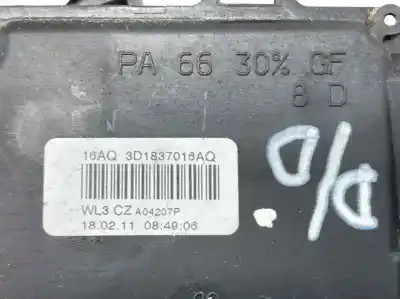 PA 66 30% GF
8 D
16AQ 3D1837016AQ
WL3 CZ A04207P
18.02.11 08:49:06
D/D